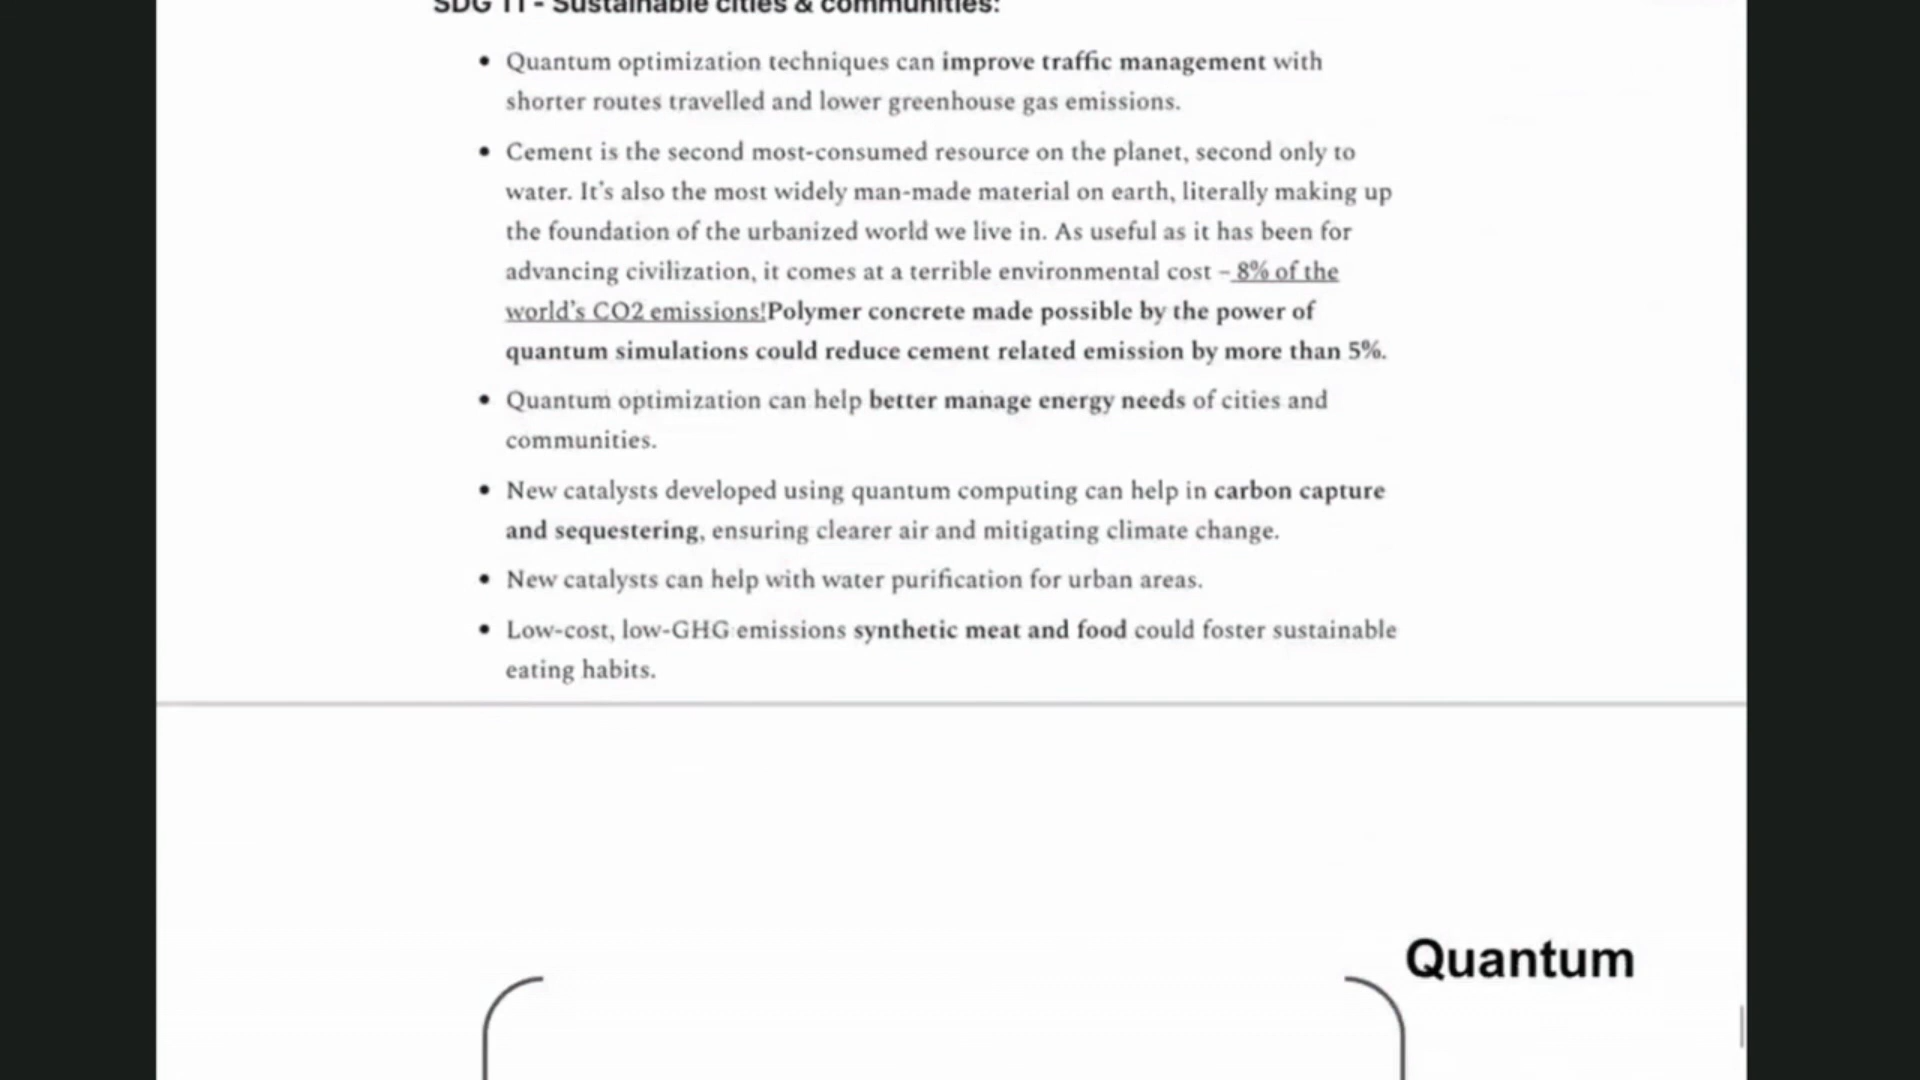 SDG 11 - Sustainable cities & communities:
• Quantum optimization techniques can improve traffic management with
shorter routes travelled and lower greenhouse gas emissions.
• Cement is the second most-consumed resource on the planet, second only to
water. It's also the most widely man-made material on earth, literally making up
the foundation of the urbanized world we live in. As useful as it has been for
advancing civilization, it comes at a terrible environmental cost – 8% of the
world's CO2 emissions!Polymer concrete made possible by the power of
quantum simulations could reduce cement related emission by more than 5%.
• Quantum optimization can help better manage energy needs of cities and
communities.
• New catalysts developed using quantum computing can help in carbon capture
and sequestering, ensuring clearer air and mitigating climate change.
• New catalysts can help with water purification for urban areas.
• Low-cost, low-GHG emissions synthetic meat and food could foster sustainable
eating habits.
Quantum